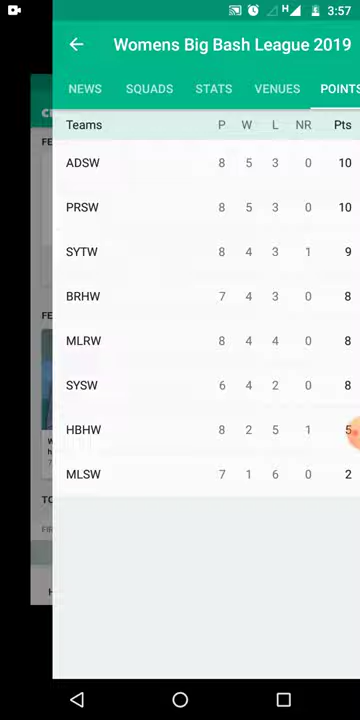 H 3:57
Womens Big Bash League 2019
NEWS SQUADS STATS VENUES POINTS
Teams P W L NR Pts
ADSW 8 5 3 0 10
PRSW 8 5 3 0 10
SYTW 8 4 3 1 9
BRHW 7 4 3 0 8
MLRW 8 4 4 0 8
SYSW 6 4 2 0 8
HBHW 8 2 5 1 5
MLSW 7 1 6 0 2